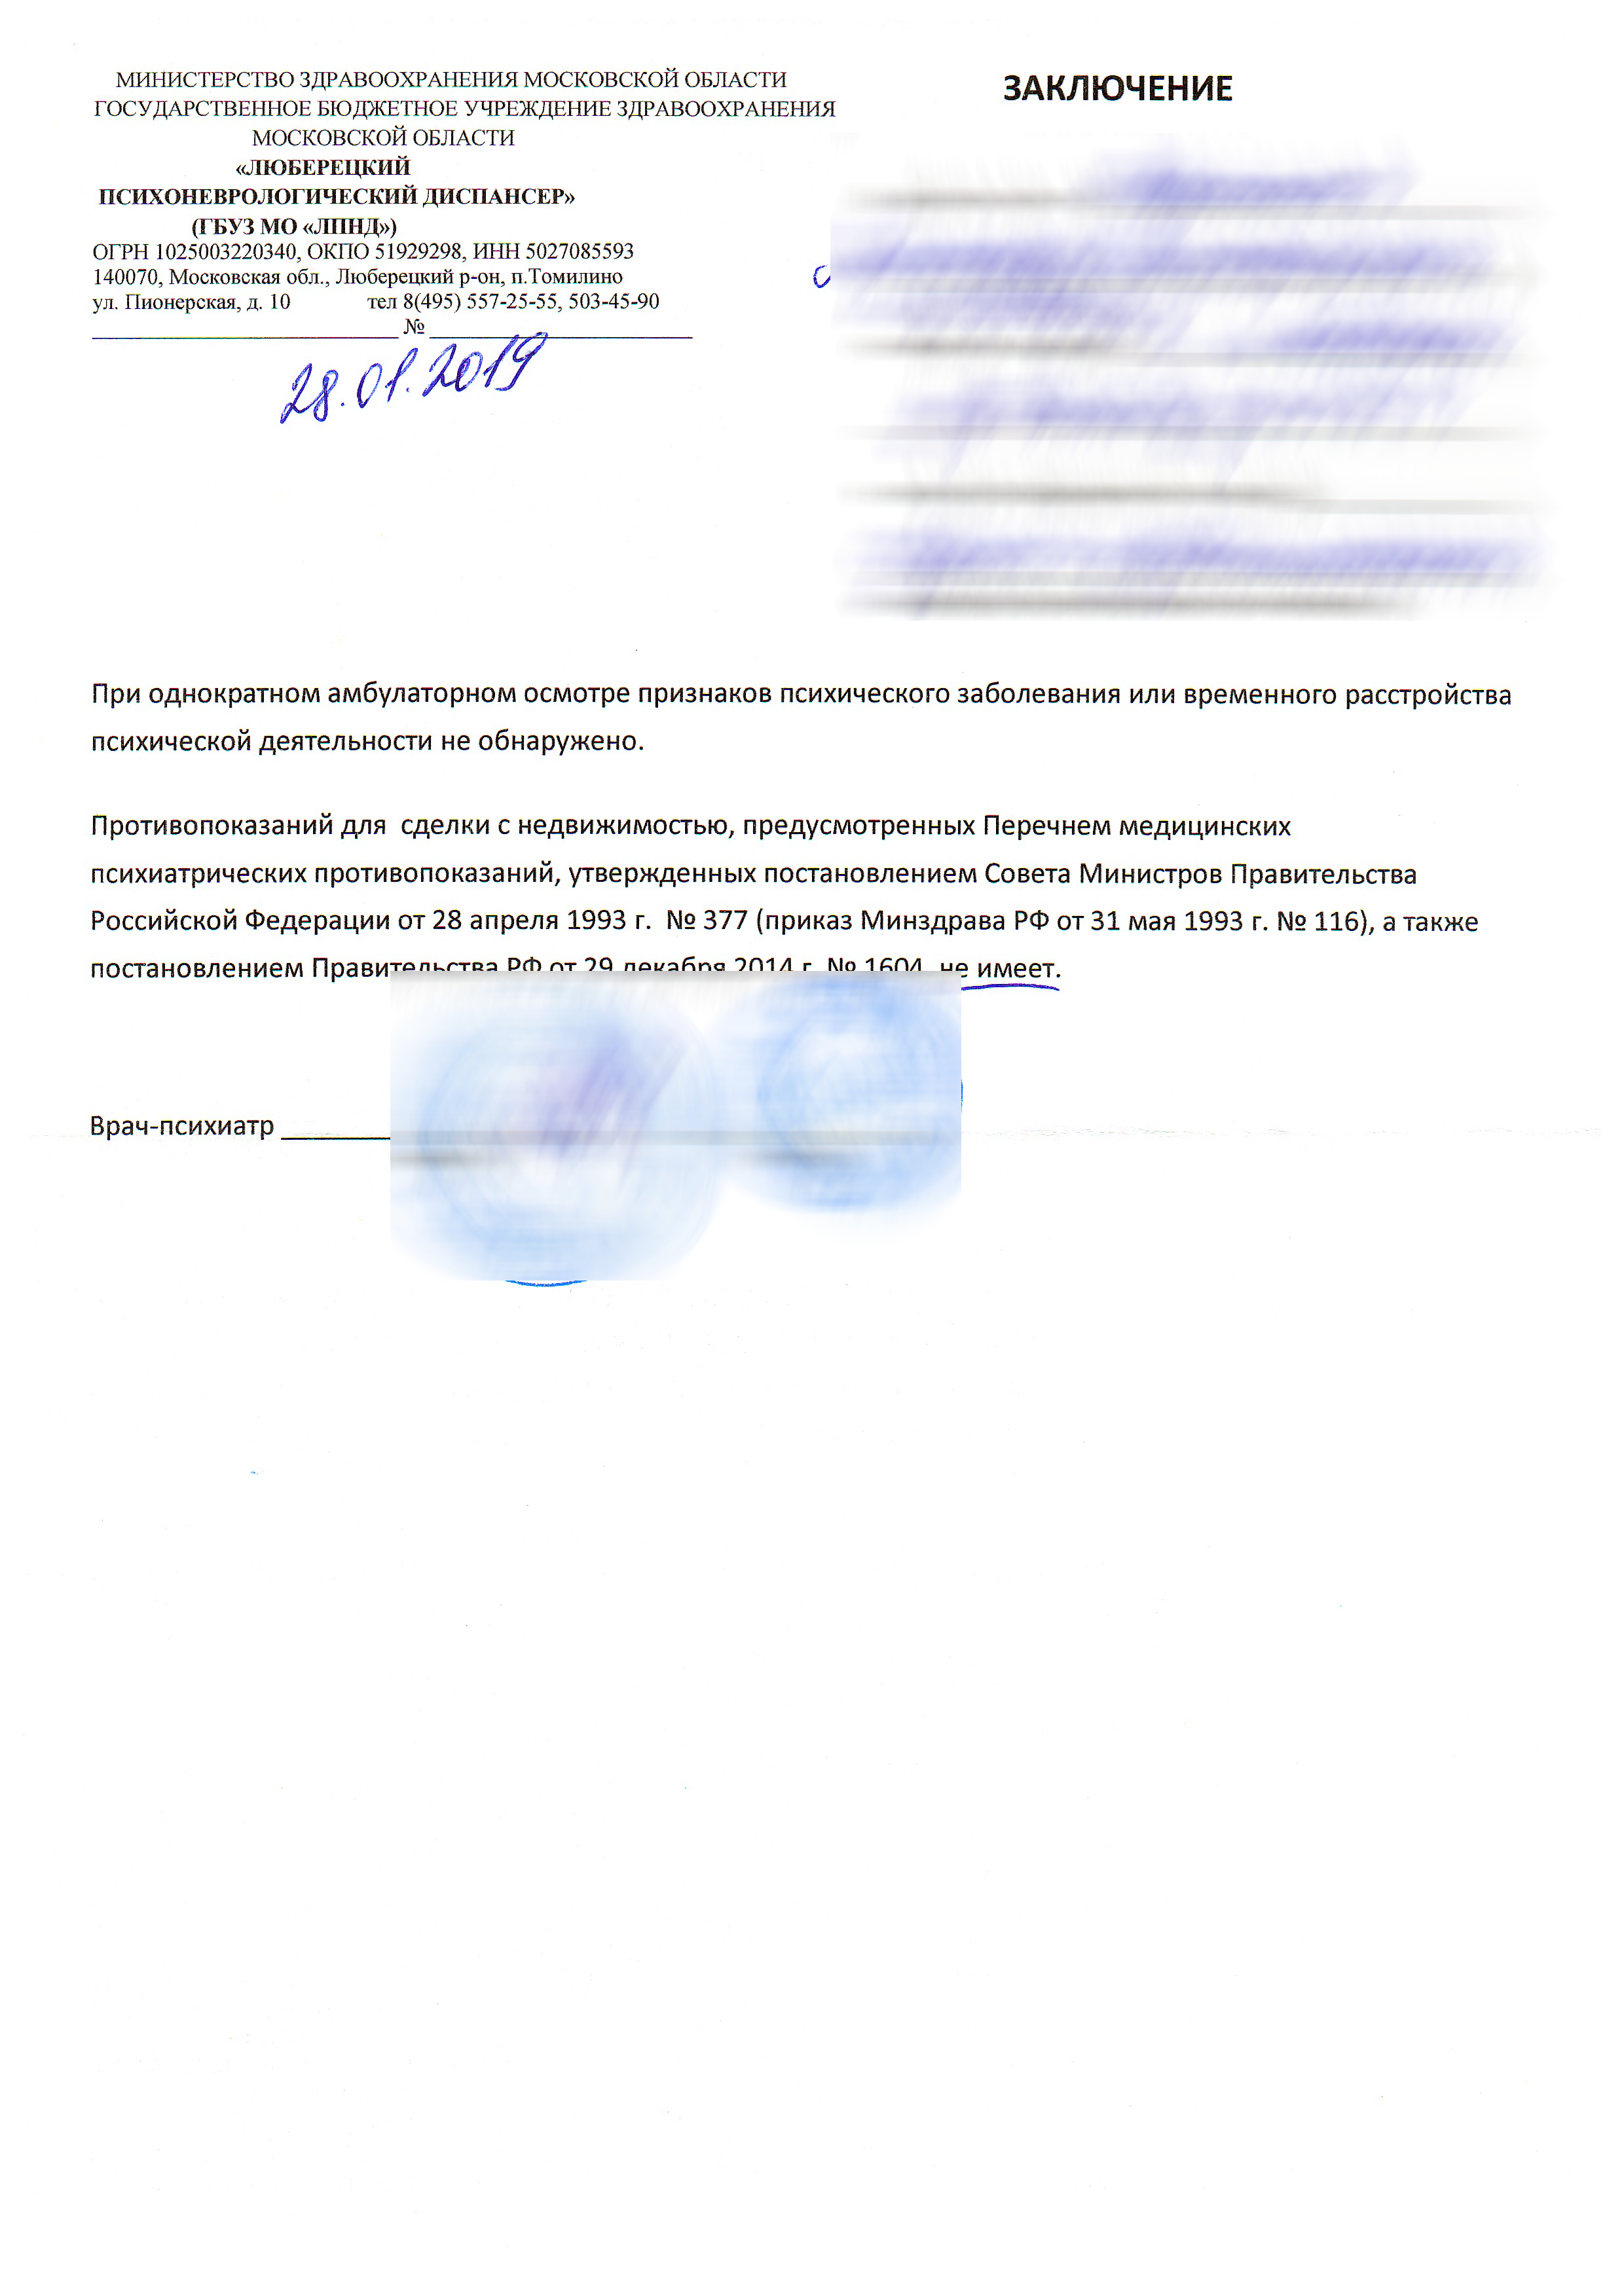 МИНИСТЕРСТВО ЗДРАВООХРАНЕНИЯ МОСКОВСКОЙ ОБЛАСТИ
ГОСУДАРСТВЕННОЕ БЮДЖЕТНОЕ УЧРЕЖДЕНИЕ ЗДРАВООХРАНЕНИЯ
МОСКОВСКОЙ ОБЛАСТИ
«ЛЮБЕРЕЦКИЙ
ПСИХОНЕВРОЛОГИЧЕСКИЙ ДИСПАНСЕР»
(ГБУЗ МО «ЛПНД»)
ОГРН 1025003220340, ОКПО 51929298, ИНН 5027085593
140070, Московская обл., Люберецкий р-он, п.Томилино
ул. Пионерская, д. 10 тел 8(495) 557-25-55, 503-45-90
№
28.01.2019
ЗАКЛЮЧЕНИЕ
При однократном амбулаторном осмотре признаков психического заболевания или временного расстройства
психической деятельности не обнаружено.
Противопоказаний для сделки с недвижимостью, предусмотренных Перечнем медицинских
психиатрических противопоказаний, утвержденных постановлением Совета Министров Правительства
Российской Федерации от 28 апреля 1993 г. № 377 (приказ Минздрава РФ от 31 мая 1993 г. № 116), а также
постановлением Правительства РФ от 29 декабря 2014 г. № 1604 не имеет.
Врач-психиатр